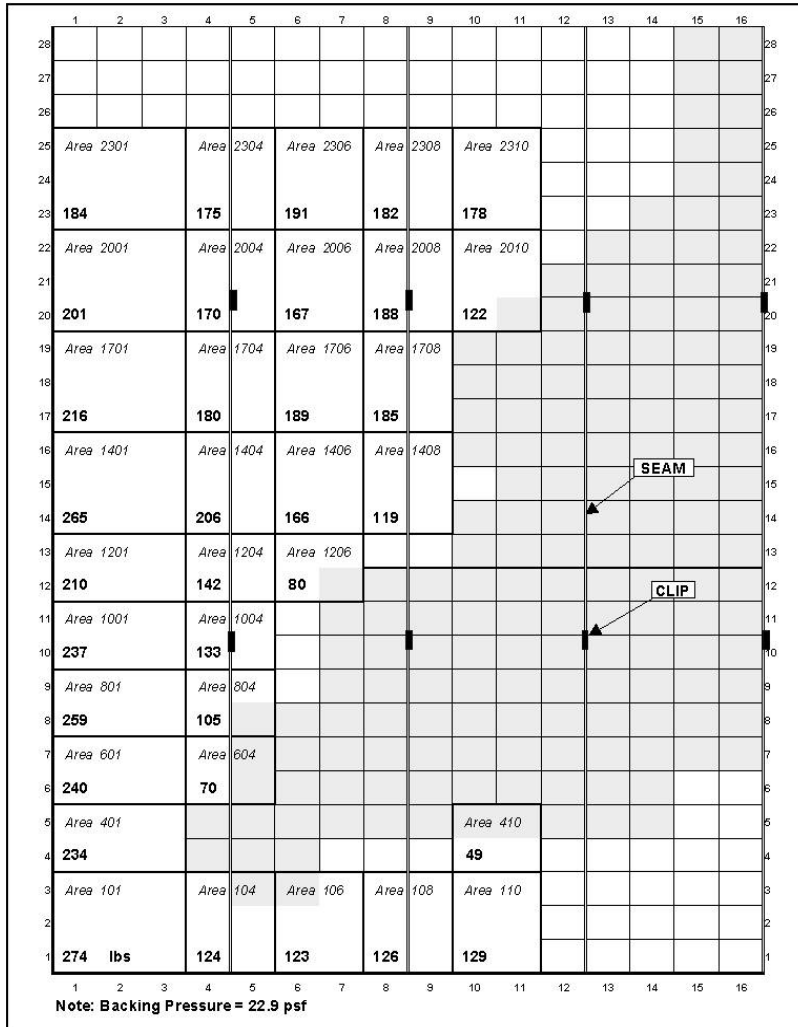 1 2 3 4 5 6 7 8 9 10 11 12 13 14 15 16
28 28
27 27
26 26
25 Area 2301 Area 2304 Area 2306 Area 2308 Area 2310 25
24 24
23 184 175 191 182 178 23
22 Area 2001 Area 2004 Area 2006 Area 2008 Area 2010 22
21 21
20 201 170 167 188 122 20
19 Area 1701 Area 1704 Area 1706 Area 1708 19
18 18
17 216 180 189 185 17
16 Area 1401 Area 1404 Area 1406 Area 1408 16
15 SEAM 15
14 265 206 166 119 14
13 Area 1201 Area 1204 Area 1206 13
12 210 142 80 CLIP 12
11 Area 1001 Area 1004 11
10 237 133 10
9 Area 801 Area 804 9
8 259 105 8
7 Area 601 Area 604 7
6 240 70 6
5 Area 401 Area 410 5
4 234 49 4
3 Area 101 Area 104 Area 106 Area 108 Area 110 3
2 2
1 274 lbs 124 123 126 129 1
1 2 3 4 5 6 7 8 9 10 11 12 13 14 15 16
Note: Backing Pressure = 22.9 psf